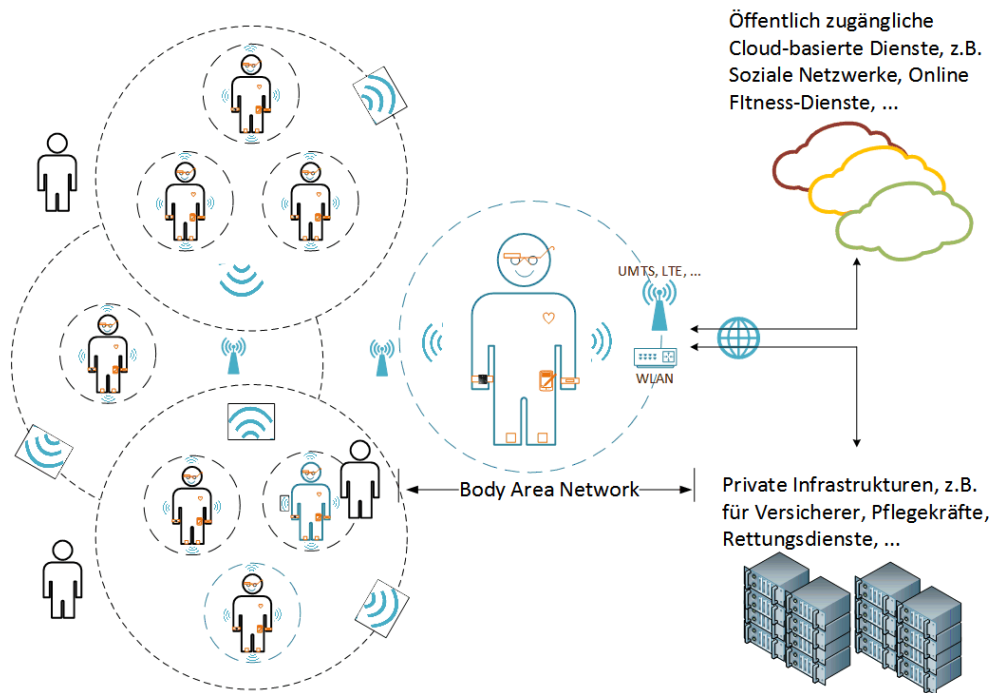 Öffentlich zugängliche
Cloud-basierte Dienste, z.B.
Soziale Netzwerke, Online
FItness-Dienste, ...
UMTS, LTE, ...
WLAN
Body Area Network
Private Infrastrukturen, z.B.
für Versicherer, Pflegekräfte,
Rettungsdienste, ...